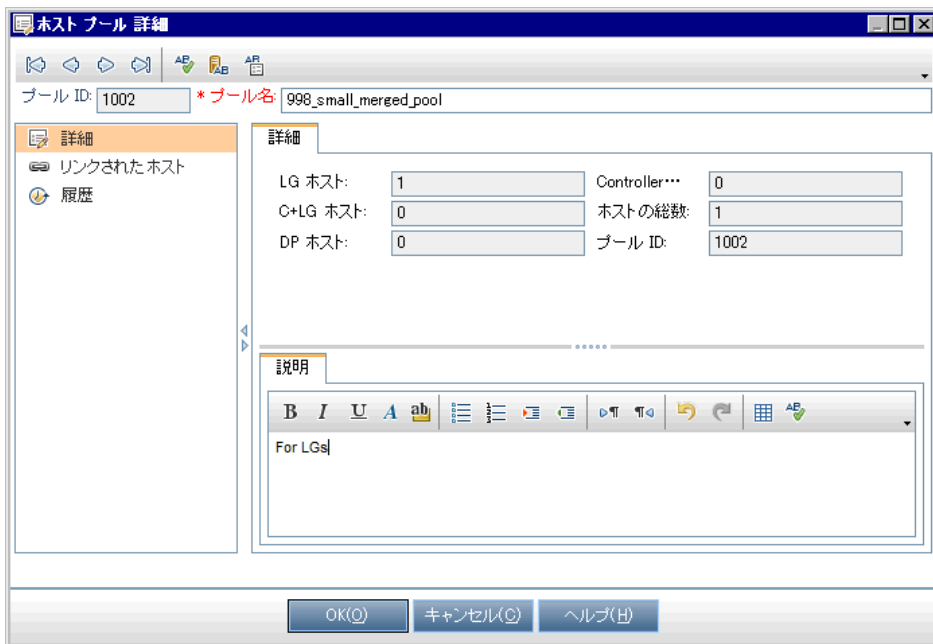 ホスト プール 詳細
プール ID: 1002 * プール名: 998_small_merged_pool
詳細
リンクされたホスト
履歴
詳細
LG ホスト: 1 Controller… 0
C+LG ホスト: 0 ホストの総数: 1
DP ホスト: 0 プール ID: 1002
説明
B I U A ab
For LGs
OK(O) キャンセル(C) ヘルプ(H)